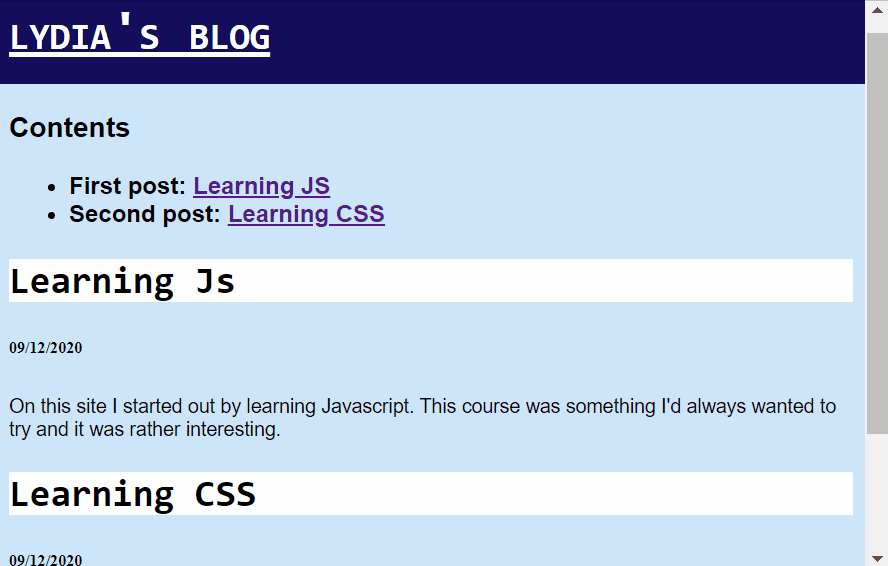 LYDIA'S BLOG
Contents
First post: Learning JS
Second post: Learning CSS
Learning Js
09/12/2020
On this site I started out by learning Javascript. This course was something I'd always wanted to
try and it was rather interesting.
Learning CSS
09/12/2020